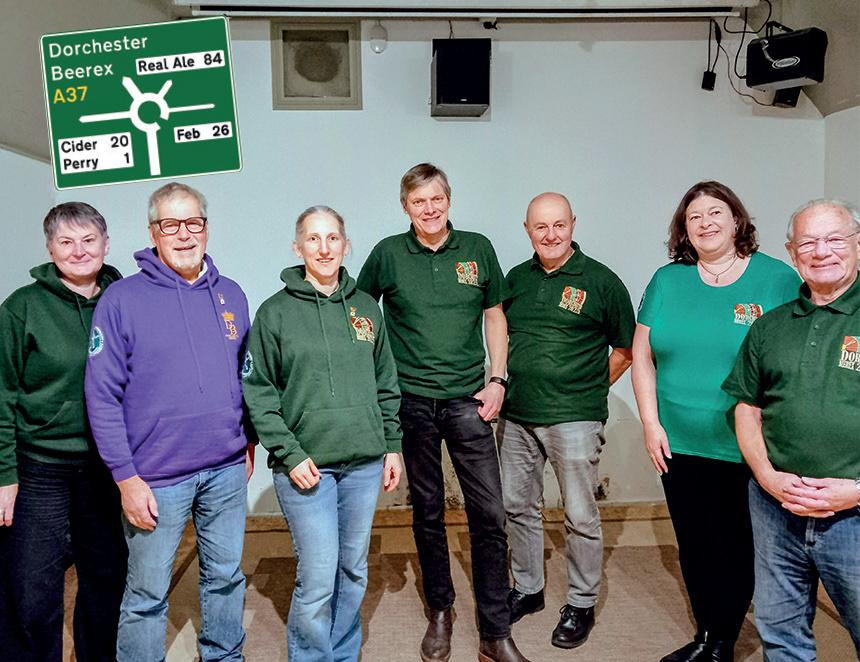 Dorchester
Beerex
Real Ale 84
A37
Cider 20
Perry 1
Feb 26